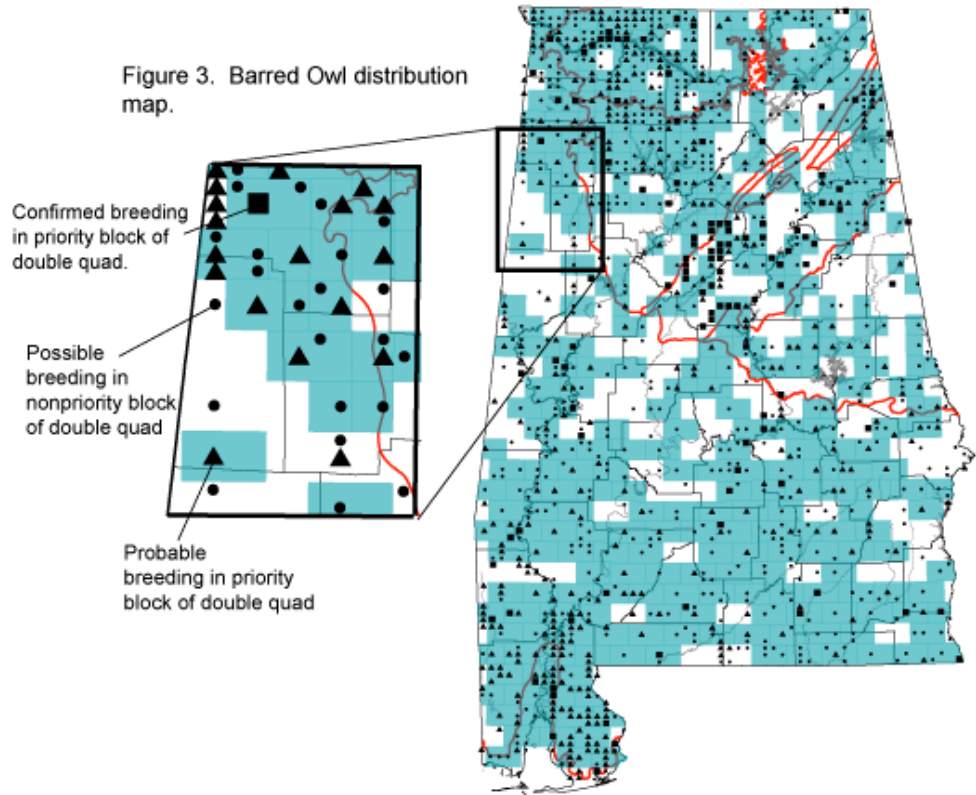 Figure 3.  Barred Owl distribution
map.
Confirmed breeding
in priority block of
double quad.
Possible
breeding in
nonpriority block
of double quad
Probable
breeding in priority
block of double quad